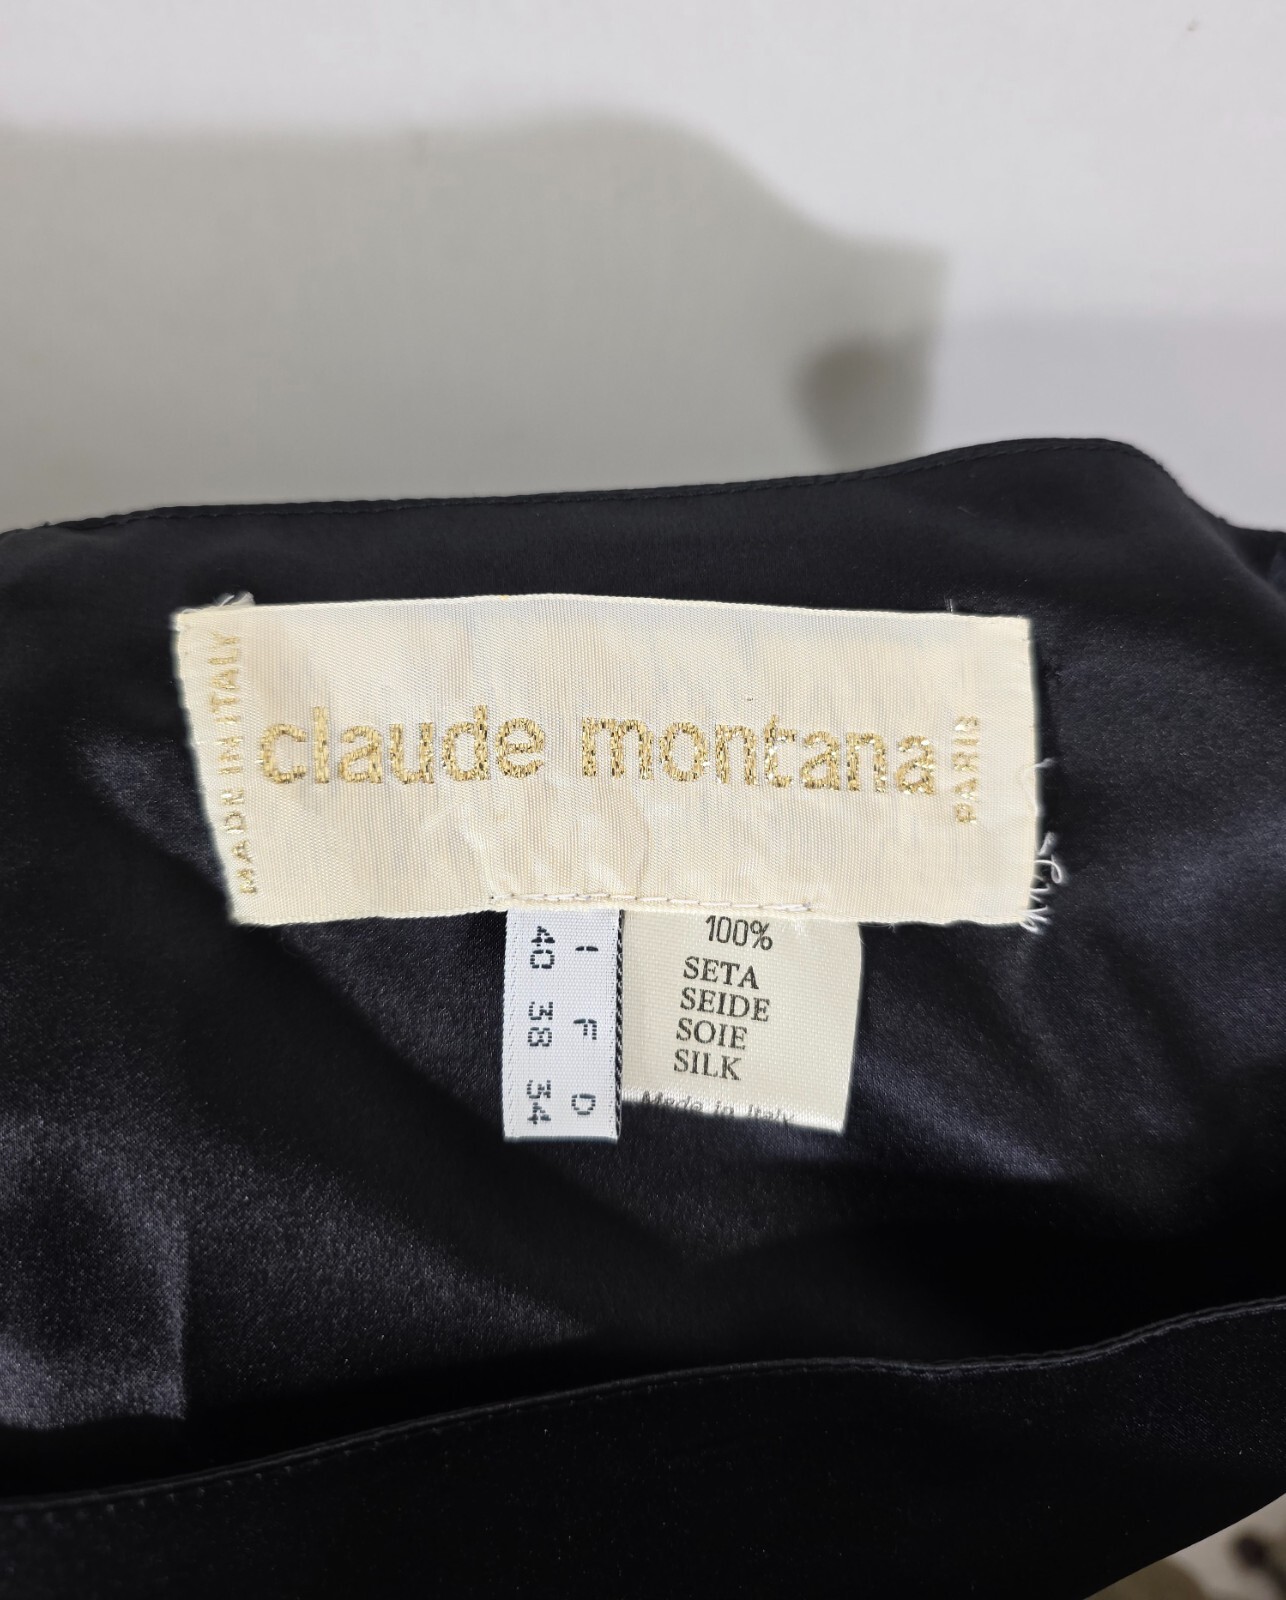 MADE IN ITALY
claude montana
PARIS
I F D
40 38 34
100%
SETA
SEIDE
SOIE
SILK
Made in Italy